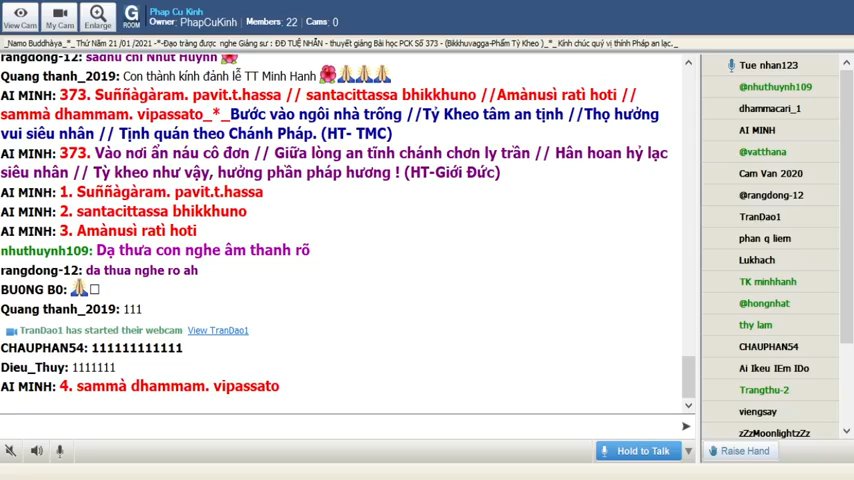 Phap Cu Kinh
Owner: PhapCuKinh | Members: 22 | Cams: 0
View Cam
My Cam
Enlarge
G
ROOM
_Namo Buddhàya_*_ Thứ Năm 21 /01 /2021 -*-Đạo tràng được nghe Giảng sư : ĐĐ TUỆ NHẪN - thuyết giảng Bài học PCK Số 373 - (Bikkhuvagga-Phẩm Tỳ Kheo )_*_ Kính chúc quý vị thính Pháp an lạc._
rangdong-12: sadhu chi Nhut Huynh 🌺
Quang thanh_2019: Con thành kính đảnh lễ TT Minh Hanh 🌺🙏🙏🙏
AI MINH: 373. Suññàgàram. pavit.t.hassa // santacittassa bhikkhuno //Amànusì ratì hoti //
sammà dhammam. vipassato_*_Bước vào ngôi nhà trống //Tỷ Kheo tâm an tịnh //Thọ hưởng
vui siêu nhân // Tịnh quán theo Chánh Pháp. (HT- TMC)
AI MINH: 373. Vào nơi ẩn náu cô đơn // Giữa lòng an tĩnh chánh chơn ly trần // Hân hoan hỷ lạc
siêu nhân // Tỳ kheo như vậy, hưởng phần pháp hương ! (HT-Giới Đức)
AI MINH: 1. Suññàgàram. pavit.t.hassa
AI MINH: 2. santacittassa bhikkhuno
AI MINH: 3. Amànusì ratì hoti
nhuthuynh109: Dạ thưa con nghe âm thanh rõ
rangdong-12: da thua nghe ro ah
BU0NG B0: 🙏□
Quang thanh_2019: 111
TranDao1 has started their webcam View TranDao1
CHAUPHAN54: 111111111111
Dieu_Thuy: 1111111
AI MINH: 4. sammà dhammam. vipassato
Hold to Talk
Tue nhan123
@nhuthuynh109
dhammacari_1
AI MINH
@vatthana
Cam Van 2020
@rangdong-12
TranDao1
phan q liem
Lukhach
TK minhhanh
@hongnhat
thy lam
CHAUPHAN54
Ai Ikeu IEm IDo
Trangthu-2
viengsay
zZzMoonlightzZz
Raise Hand